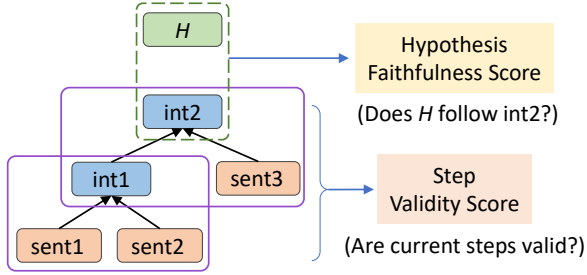 H
Hypothesis
Faithfulness Score
(Does H follow int2?)
int2
int1
sent3
Step
Validity Score
sent1
sent2
(Are current steps valid?)